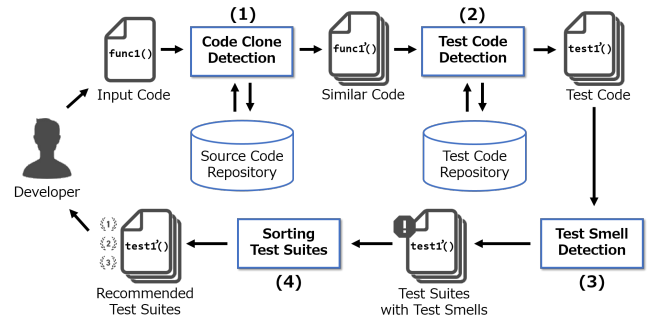 (1)
(2)
func1()
Code Clone
Detection
func1’()
Test Code
Detection
test1’()
Input Code
Similar Code
Test Code
Source Code
Repository
Test Code
Repository
Developer
1
2
3
test1’()
Sorting
Test Suites
!
test1’()
Test Smell
Detection
(4)
(3)
Recommended
Test Suites
Test Suites
with Test Smells